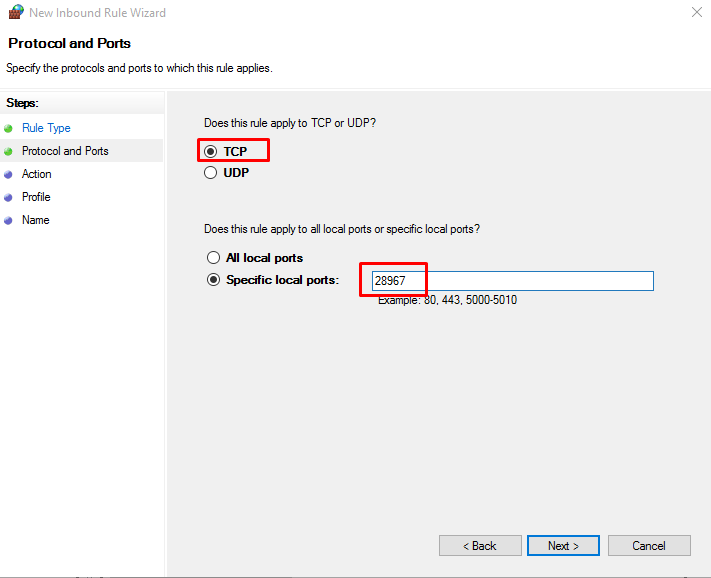 New Inbound Rule Wizard
Protocol and Ports
Specify the protocols and ports to which this rule applies.
Steps:
Rule Type
Protocol and Ports
Action
Profile
Name
Does this rule apply to TCP or UDP?
TCP
UDP
Does this rule apply to all local ports or specific local ports?
All local ports
Specific local ports:
28967
Example: 80, 443, 5000-5010
< Back
Next >
Cancel